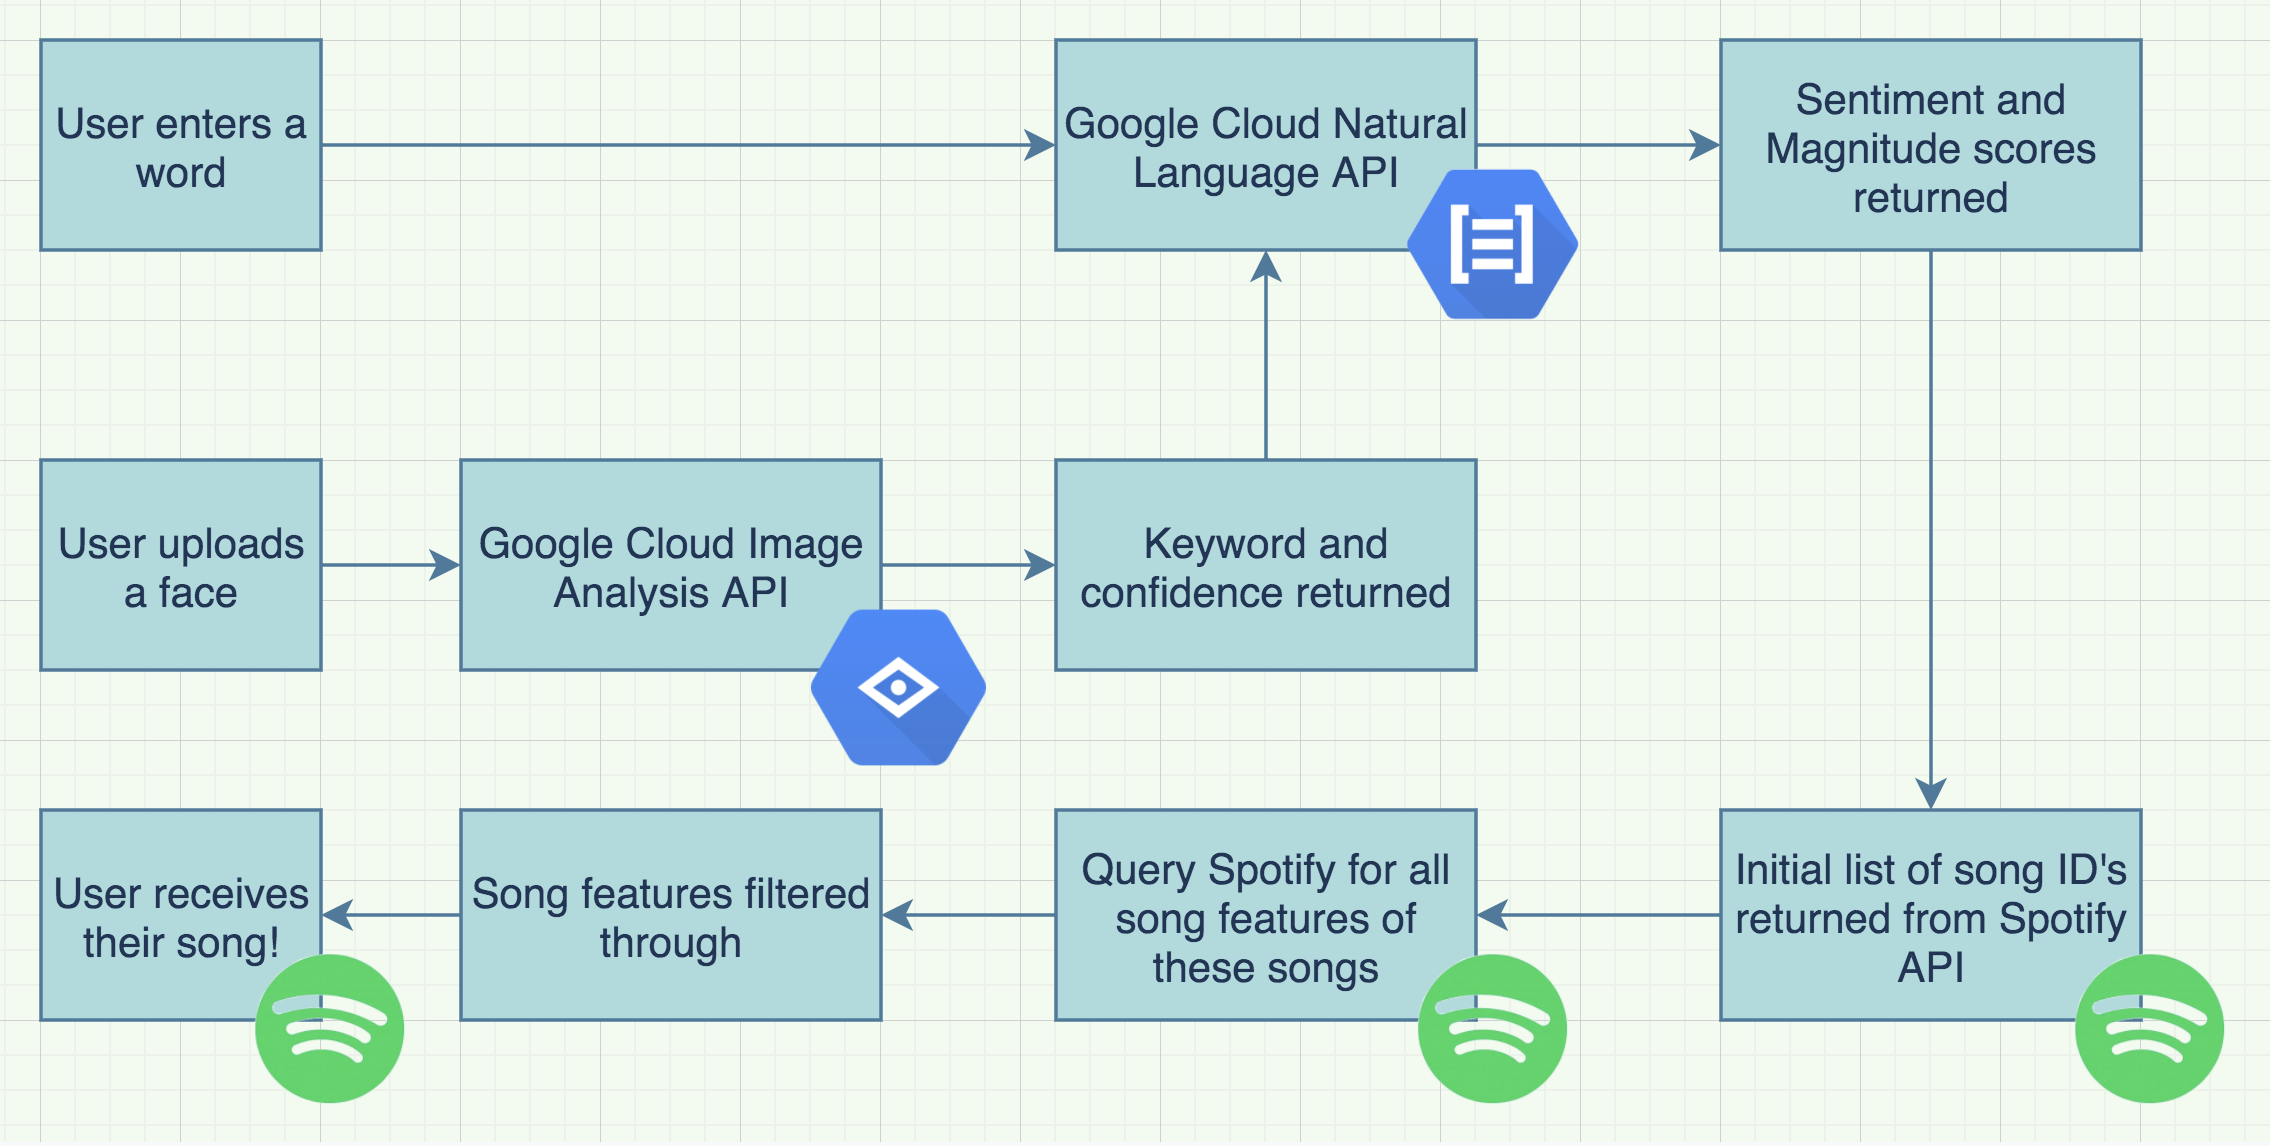 User enters a
word
Google Cloud Natural
Language API
Sentiment and
Magnitude scores
returned
User uploads
a face
Google Cloud Image
Analysis API
Keyword and
confidence returned
User receives
their song!
Song features filtered
through
Query Spotify for all
song features of
these songs
Initial list of song ID's
returned from Spotify
API